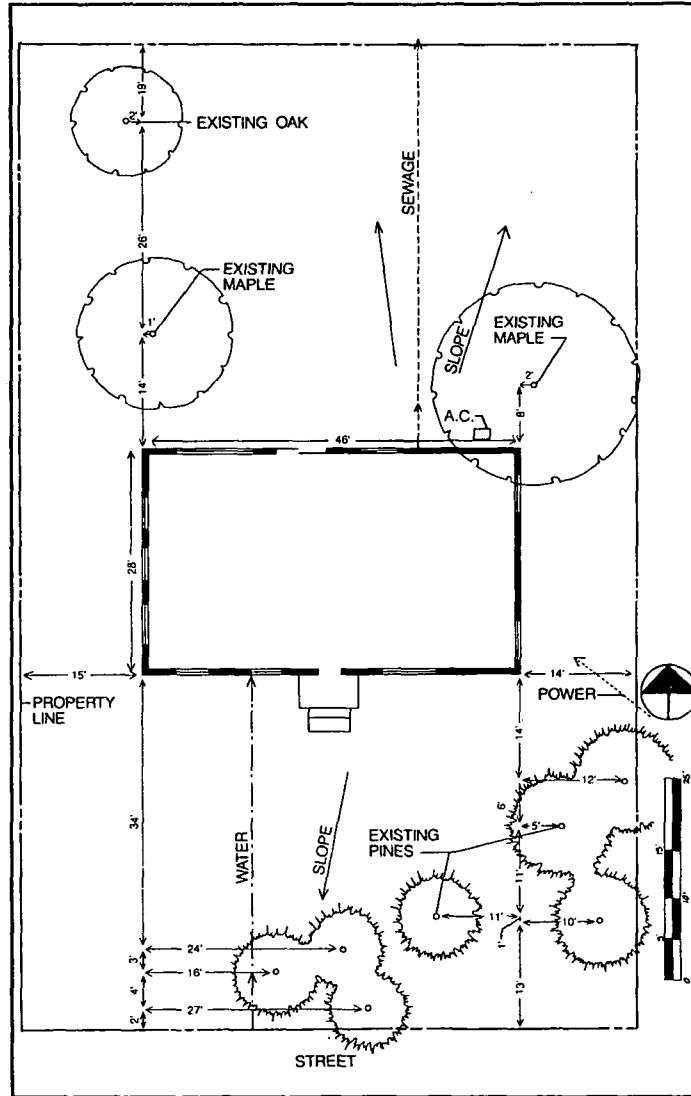 19'
2'
EXISTING OAK
SEWAGE
26'
EXISTING
MAPLE
1'
EXISTING
MAPLE
SLOPE
14'
2'
8'
A.C.
46'
28'
15'
14'
PROPERTY
LINE
POWER
14'
12'
6'
5'
34'
WATER
SLOPE
EXISTING
PINES
11'
11'
10'
1'
24'
3'
16'
4'
27'
2'
13'
STREET
0